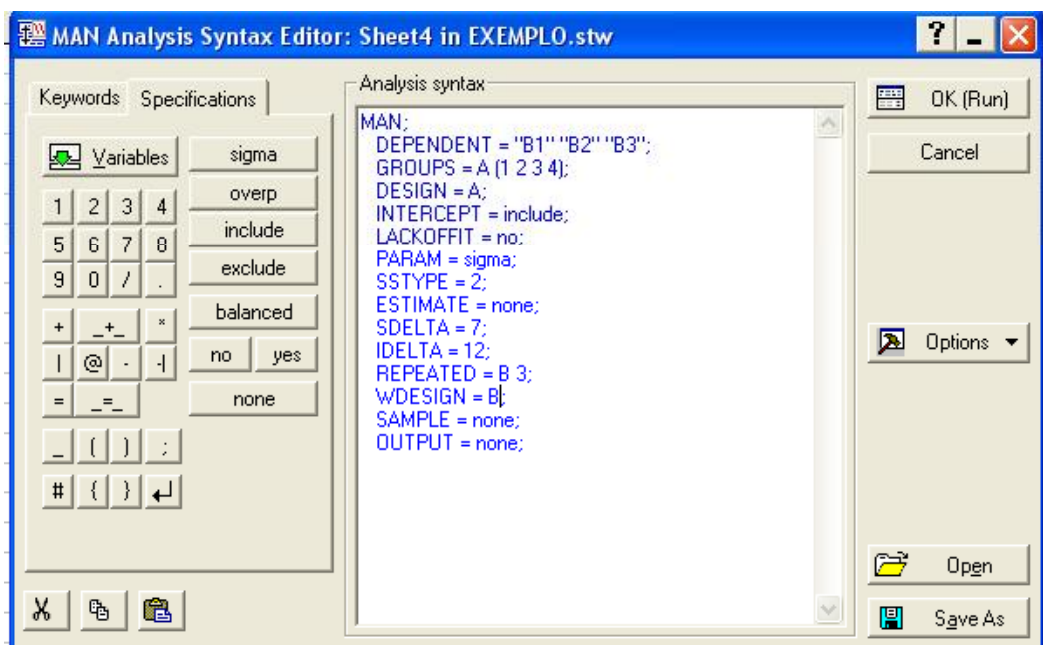 MAN Analysis Syntax Editor: Sheet4 in EXEMPLO.stw
?
Keywords Specifications
Variables
sigma
overp
include
exclude
balanced
no yes
none
1 2 3 4
5 6 7 8
9 0 / .
+ _+_ *
| @ - -|
= _=_
_ ( ) ;
# { }
Analysis syntax
MAN;
DEPENDENT = "B1" "B2" "B3";
GROUPS = A (1 2 3 4);
DESIGN = A;
INTERCEPT = include;
LACKOFFIT = no;
PARAM = sigma;
SSTYPE = 2;
ESTIMATE = none;
SDELTA = 7;
IDELTA = 12;
REPEATED = B 3;
WDESIGN = B;
SAMPLE = none;
OUTPUT = none;
OK (Run)
Cancel
Options
Open
Save As